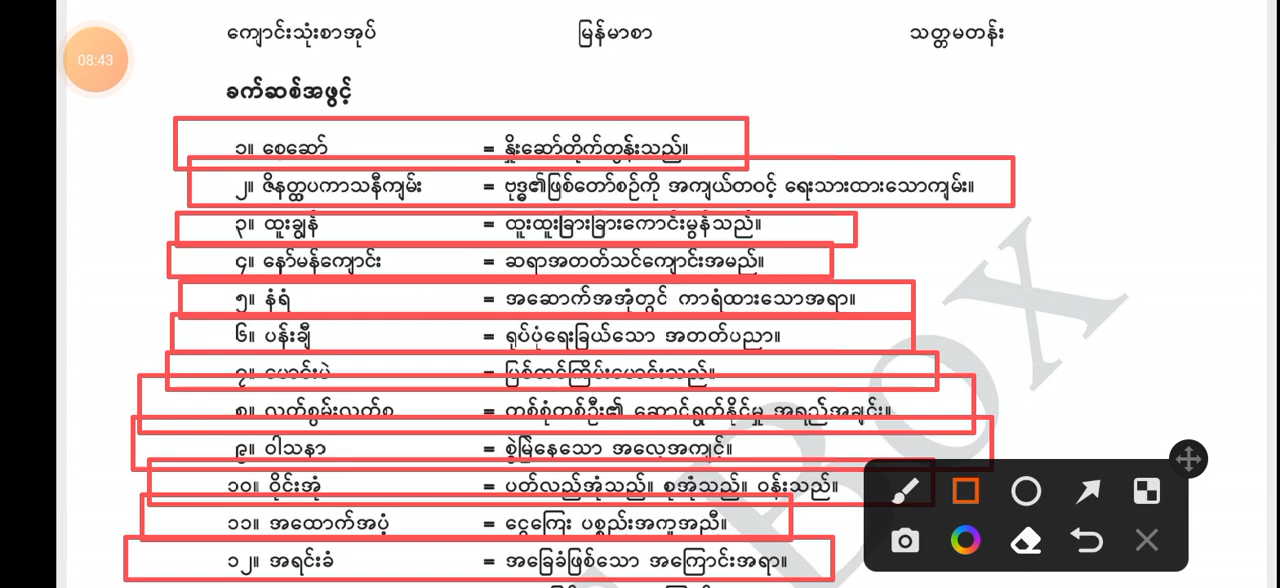 ကျောင်းသုံးစာအုပ် မြန်မာစာ သတ္တမတန်း
08:43
ခက်ဆစ်အဖွင့်
၁။ စေဆော် = နှိုးဆော်တိုက်တွန်းသည်။
၂။ ဇိနတ္ထပကာသနီကျမ်း = ဗုဒ္ဓ၏ဖြစ်တော်စဉ်ကို အကျယ်တဝင့် ရေးသားထားသောကျမ်း။
၃။ ထူးချွန် = ထူးထူးခြားခြားကောင်းမွန်သည်။
၄။ နော်မန်ကျောင်း = ဆရာအတတ်သင်ကျောင်းအမည်။
၅။ နံရံ = အဆောက်အအုံတွင် ကာရံထားသောအရာ။
၆။ ပန်းချီ = ရုပ်ပုံရေးခြယ်သော အတတ်ပညာ။
၇။ =
၈။ လက်စွမ်းလက်စ = တစ်စုံတစ်ဦး၏ ဆောင်ရွက်နိုင်မှု အရည်အချင်း။
၉။ ဝါသနာ = စွဲမြဲနေသော အလေ့အကျင့်။
၁၀။ ဝိုင်းအုံ = ပတ်လည်အုံသည်။ စုအုံသည်။ ဝန်းသည်။
၁၁။ အထောက်အပံ့ = ငွေကြေး ပစ္စည်းအကူအညီ။
၁၂။ အရင်းခံ = အခြေခံဖြစ်သော အကြောင်းအရာ။
BOX